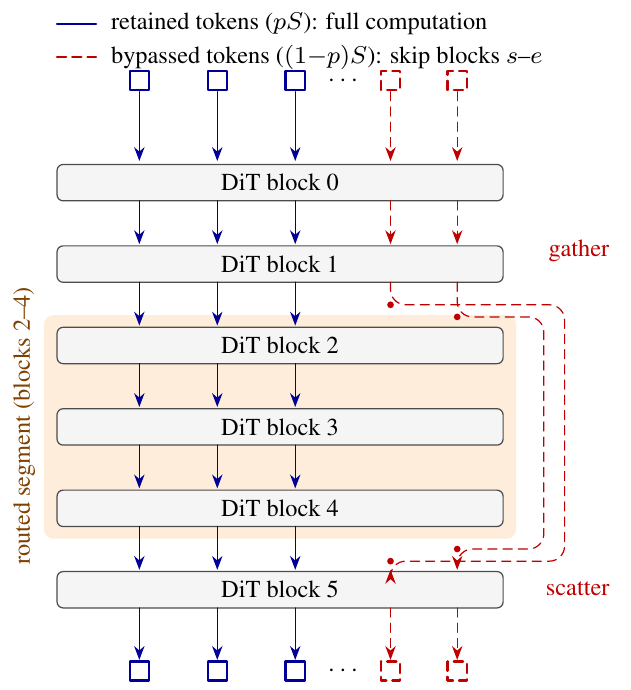 retained tokens (pS): full computation
bypassed tokens ((1−p)S): skip blocks s–e
···
DiT block 0
DiT block 1
gather
routed segment (blocks 2–4)
DiT block 2
DiT block 3
DiT block 4
DiT block 5
scatter
···